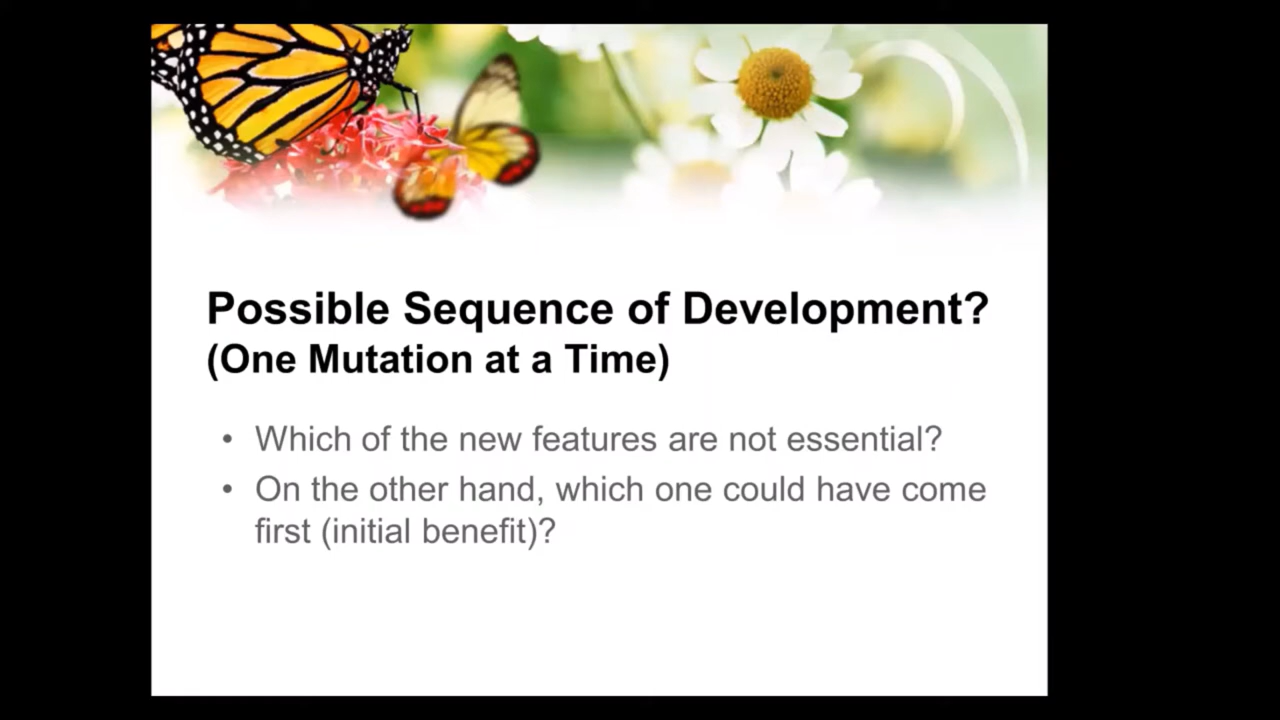 Possible Sequence of Development?
(One Mutation at a Time)
• Which of the new features are not essential?
• On the other hand, which one could have come
first (initial benefit)?